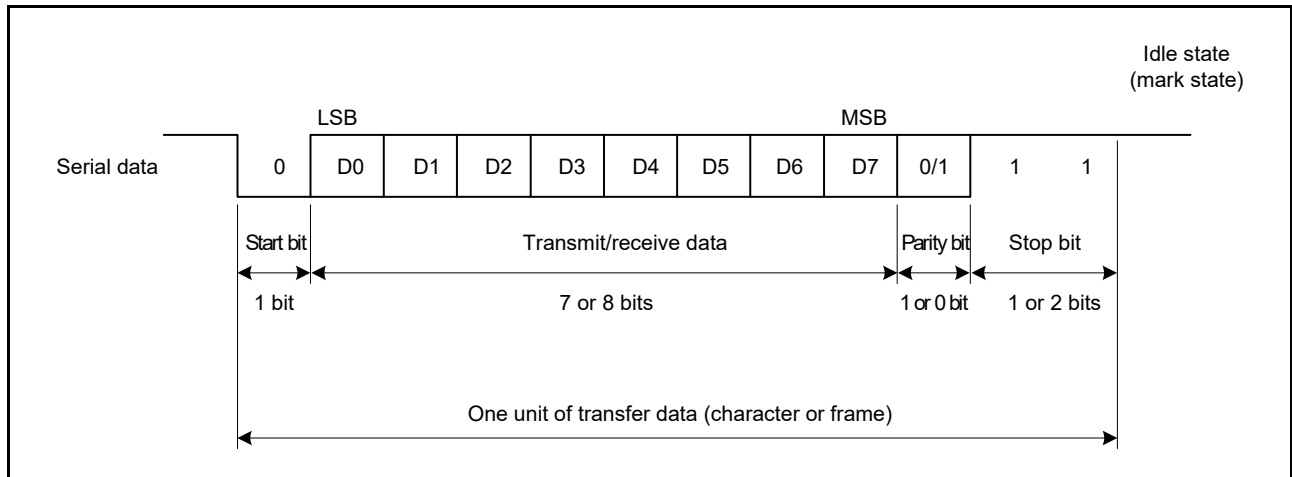 Idle state
(mark state)
LSB MSB
Serial data 0 D0 D1 D2 D3 D4 D5 D6 D7 0/1 1 1
Start bit Transmit/receive data Parity bit Stop bit
1 bit 7 or 8 bits 1 or 0 bit 1 or 2 bits
One unit of transfer data (character or frame)